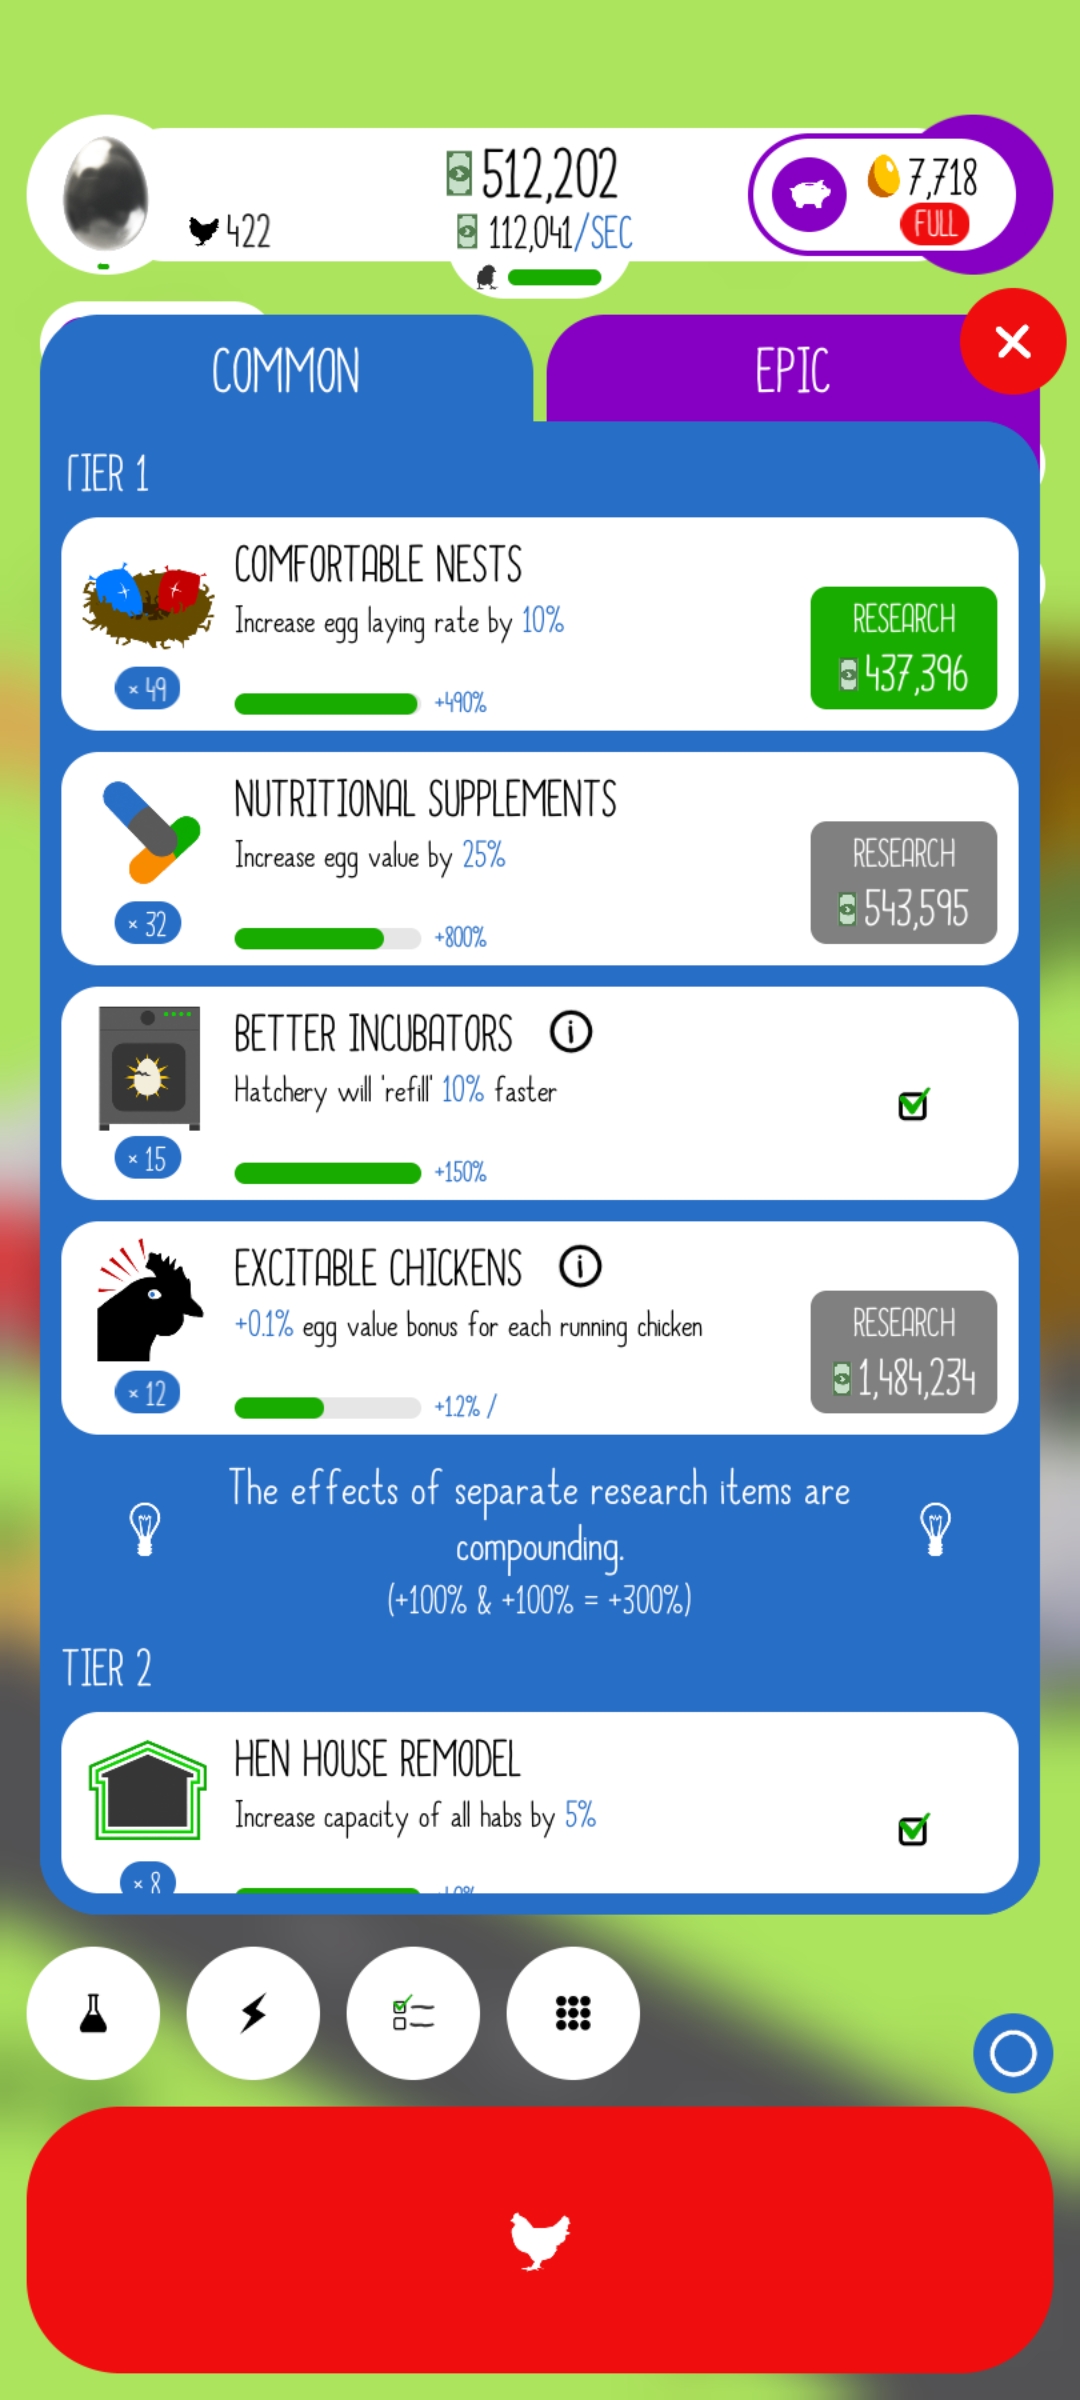 512,202
7,718
422
112,041/SEC
FULL
COMMON
EPIC
TIER 1
COMFORTABLE NESTS
Increase egg laying rate by 10%
RESEARCH
437,396
× 49
+490%
NUTRITIONAL SUPPLEMENTS
Increase egg value by 25%
RESEARCH
543,595
× 32
+800%
BETTER INCUBATORS
Hatchery will 'refill' 10% faster
× 15
+150%
EXCITABLE CHICKENS
+0.1% egg value bonus for each running chicken
RESEARCH
1,484,234
× 12
+1.2% /
The effects of separate research items are
compounding.
(+100% & +100% = +300%)
TIER 2
HEN HOUSE REMODEL
Increase capacity of all habs by 5%
× 8